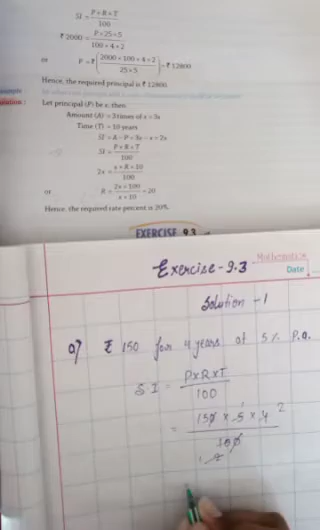 SI = P×R×T / 100
₹ 2000 = P×25×5 / 100×4×2
or P = ₹ (2000×100×4×2 / 25×5) = ₹ 12800
Hence, the required principal is ₹ 12800.
Let principal (P) be x, then
Amount (A) = 3 times of x = 3x
Time (T) = 10 years
SI = A – P = 3x – x = 2x
SI = P×R×T / 100
2x = x×R×10 / 100
or R = 2x×100 / x×10 = 20
Hence, the required rate percent is 20%.
EXERCISE 9.3
Mathematics
Exercise-9.3
Date
Solution-1
a) ₹ 150 for 4 years at 5% P.a.
SI = P×R×T / 100
= 150 × 5 × 4 2 / 100